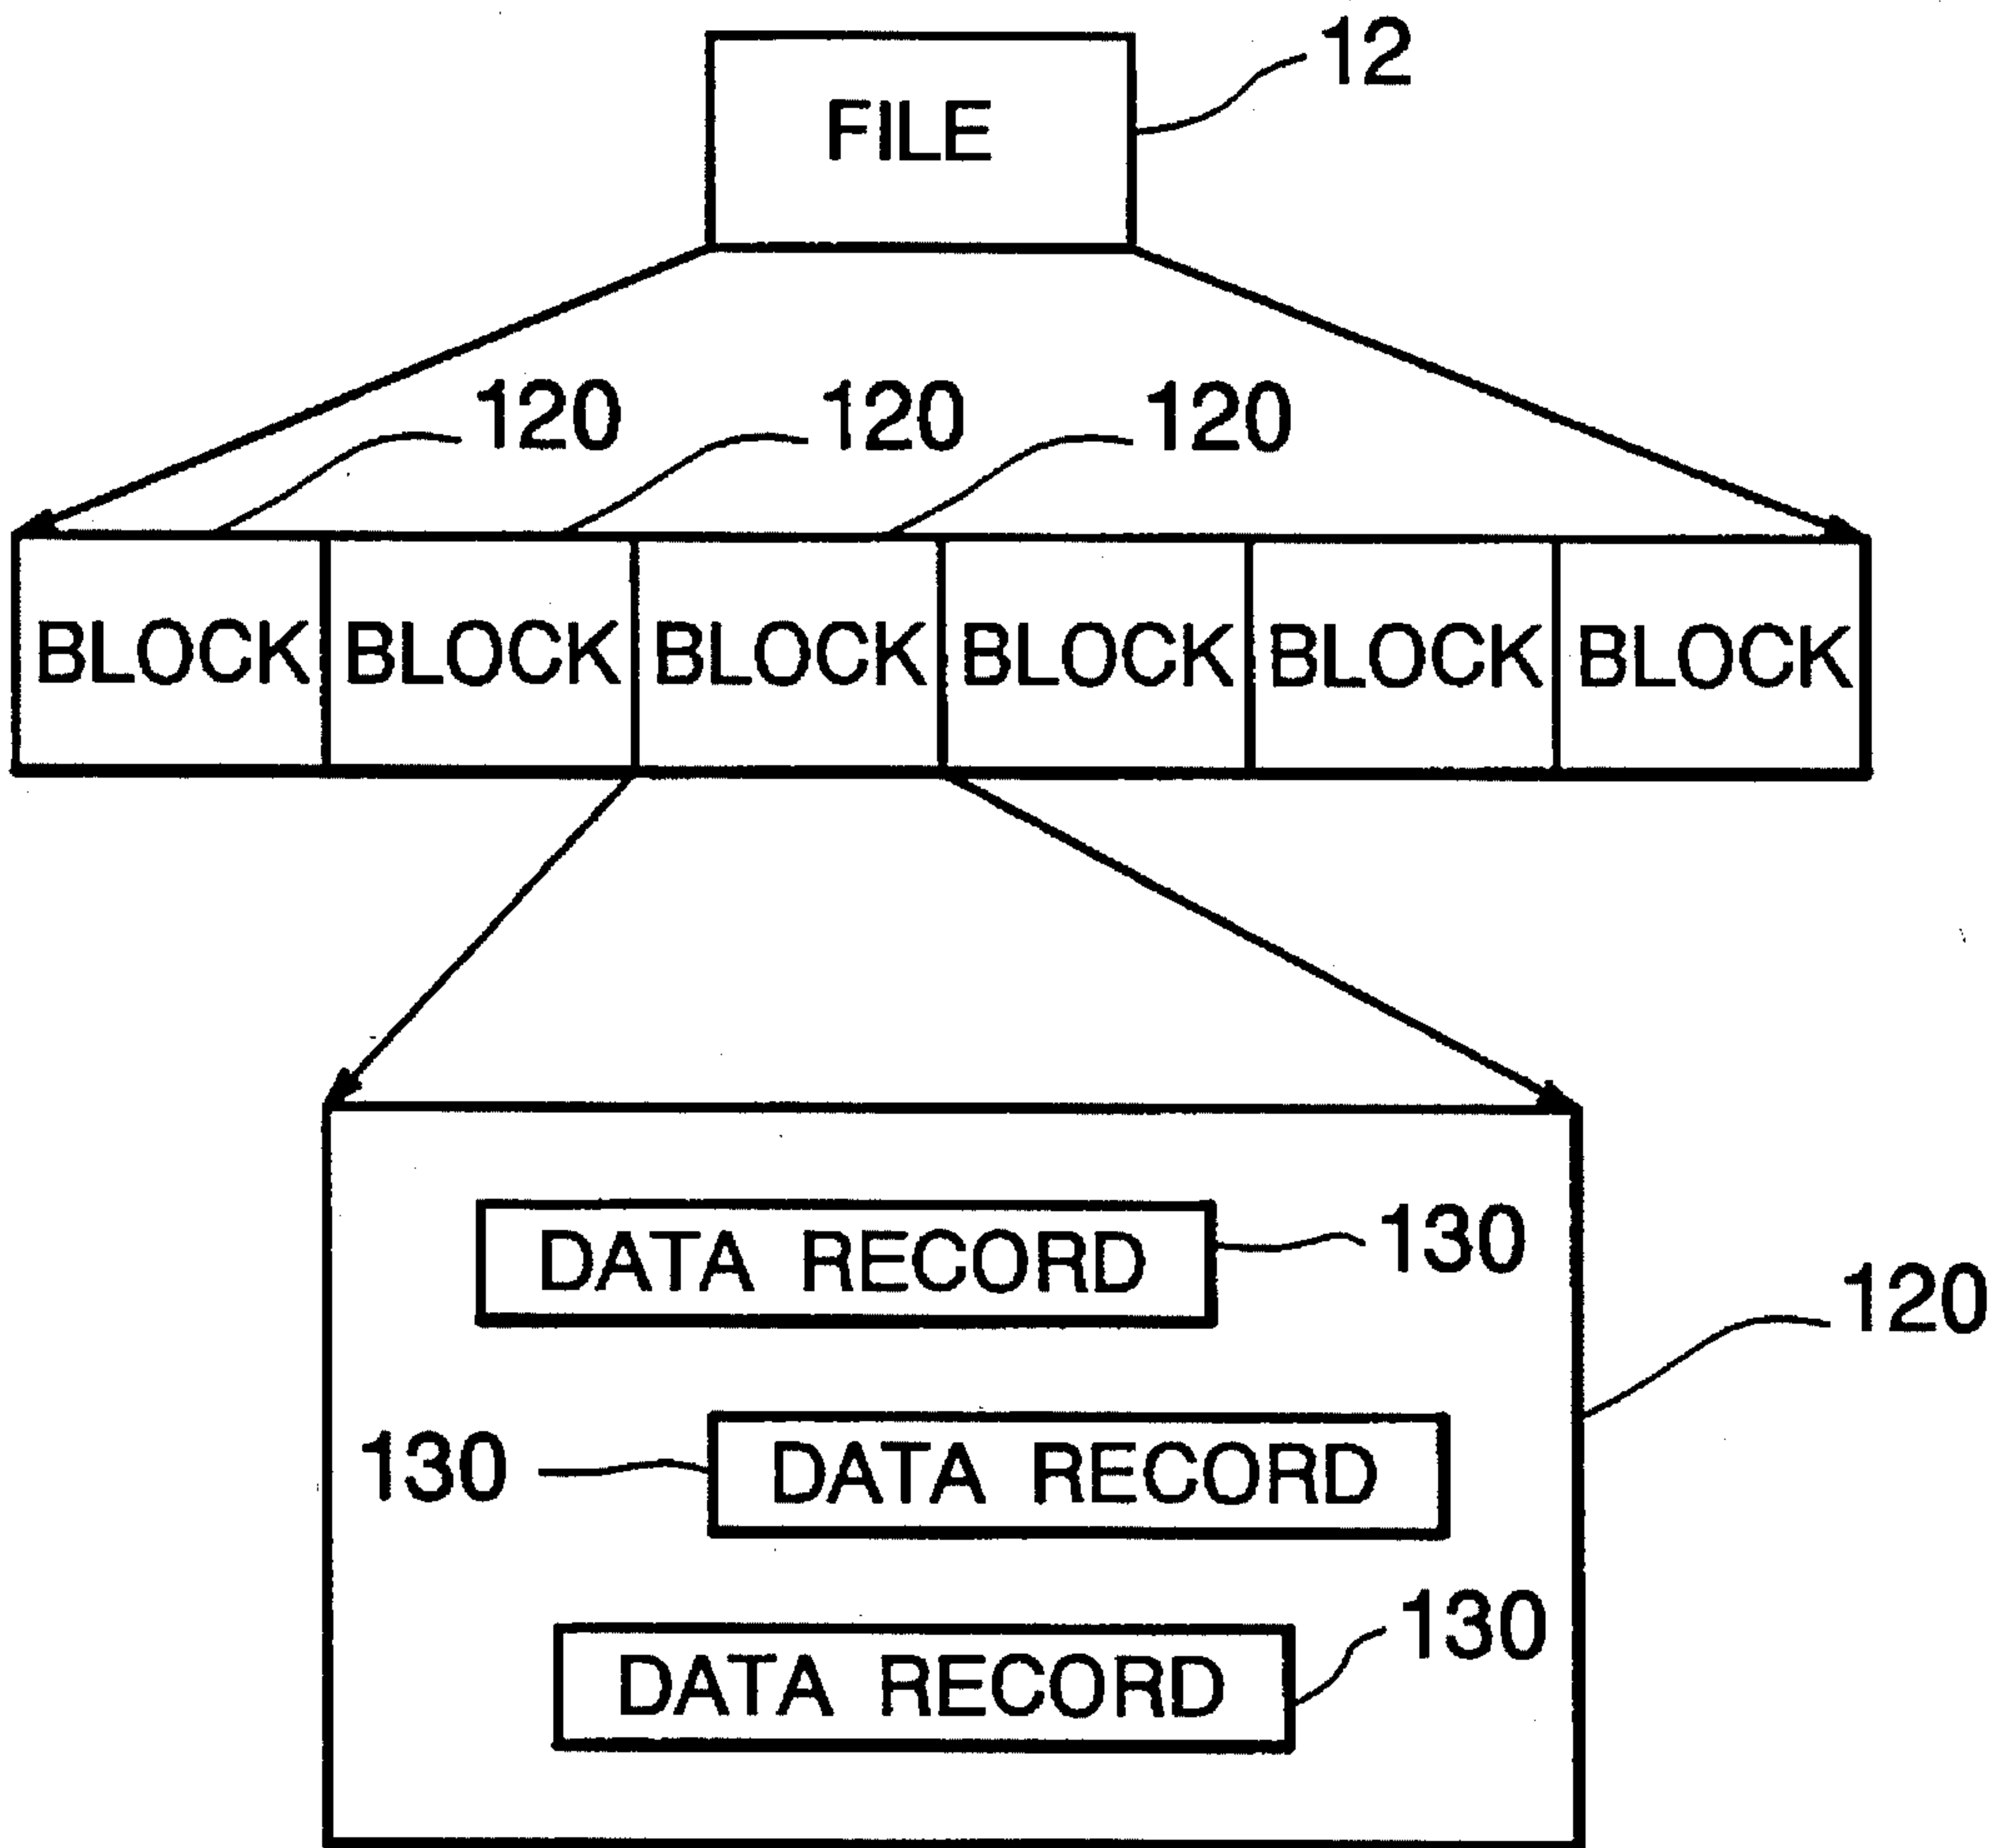 FILE 12
120 120 120
BLOCK BLOCK BLOCK BLOCK BLOCK BLOCK
DATA RECORD 130
120
130 DATA RECORD
DATA RECORD 130